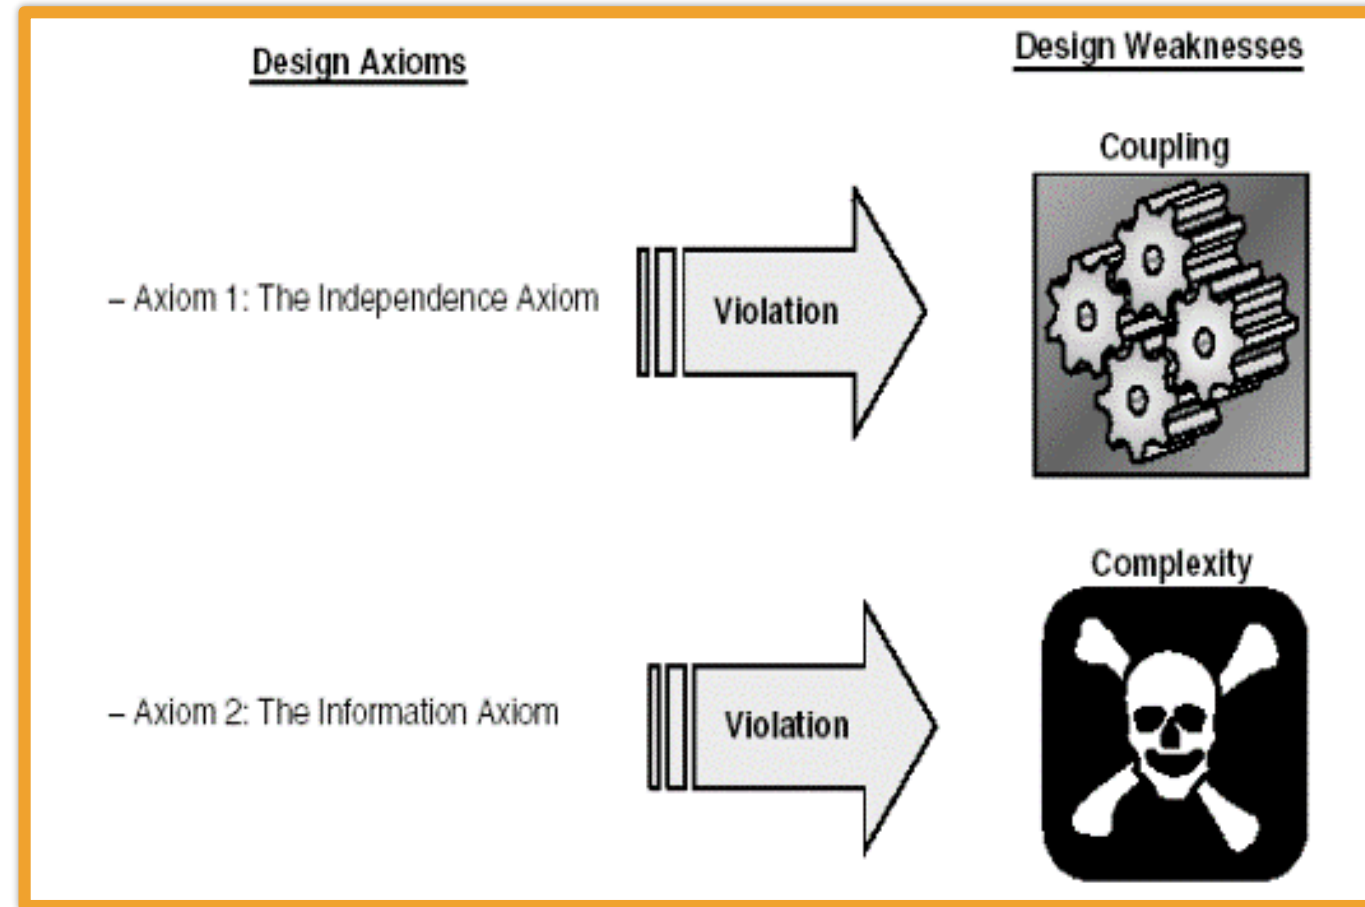 Design Axioms
Design Weaknesses
Coupling
– Axiom 1: The Independence Axiom
Violation
Complexity
– Axiom 2: The Information Axiom
Violation